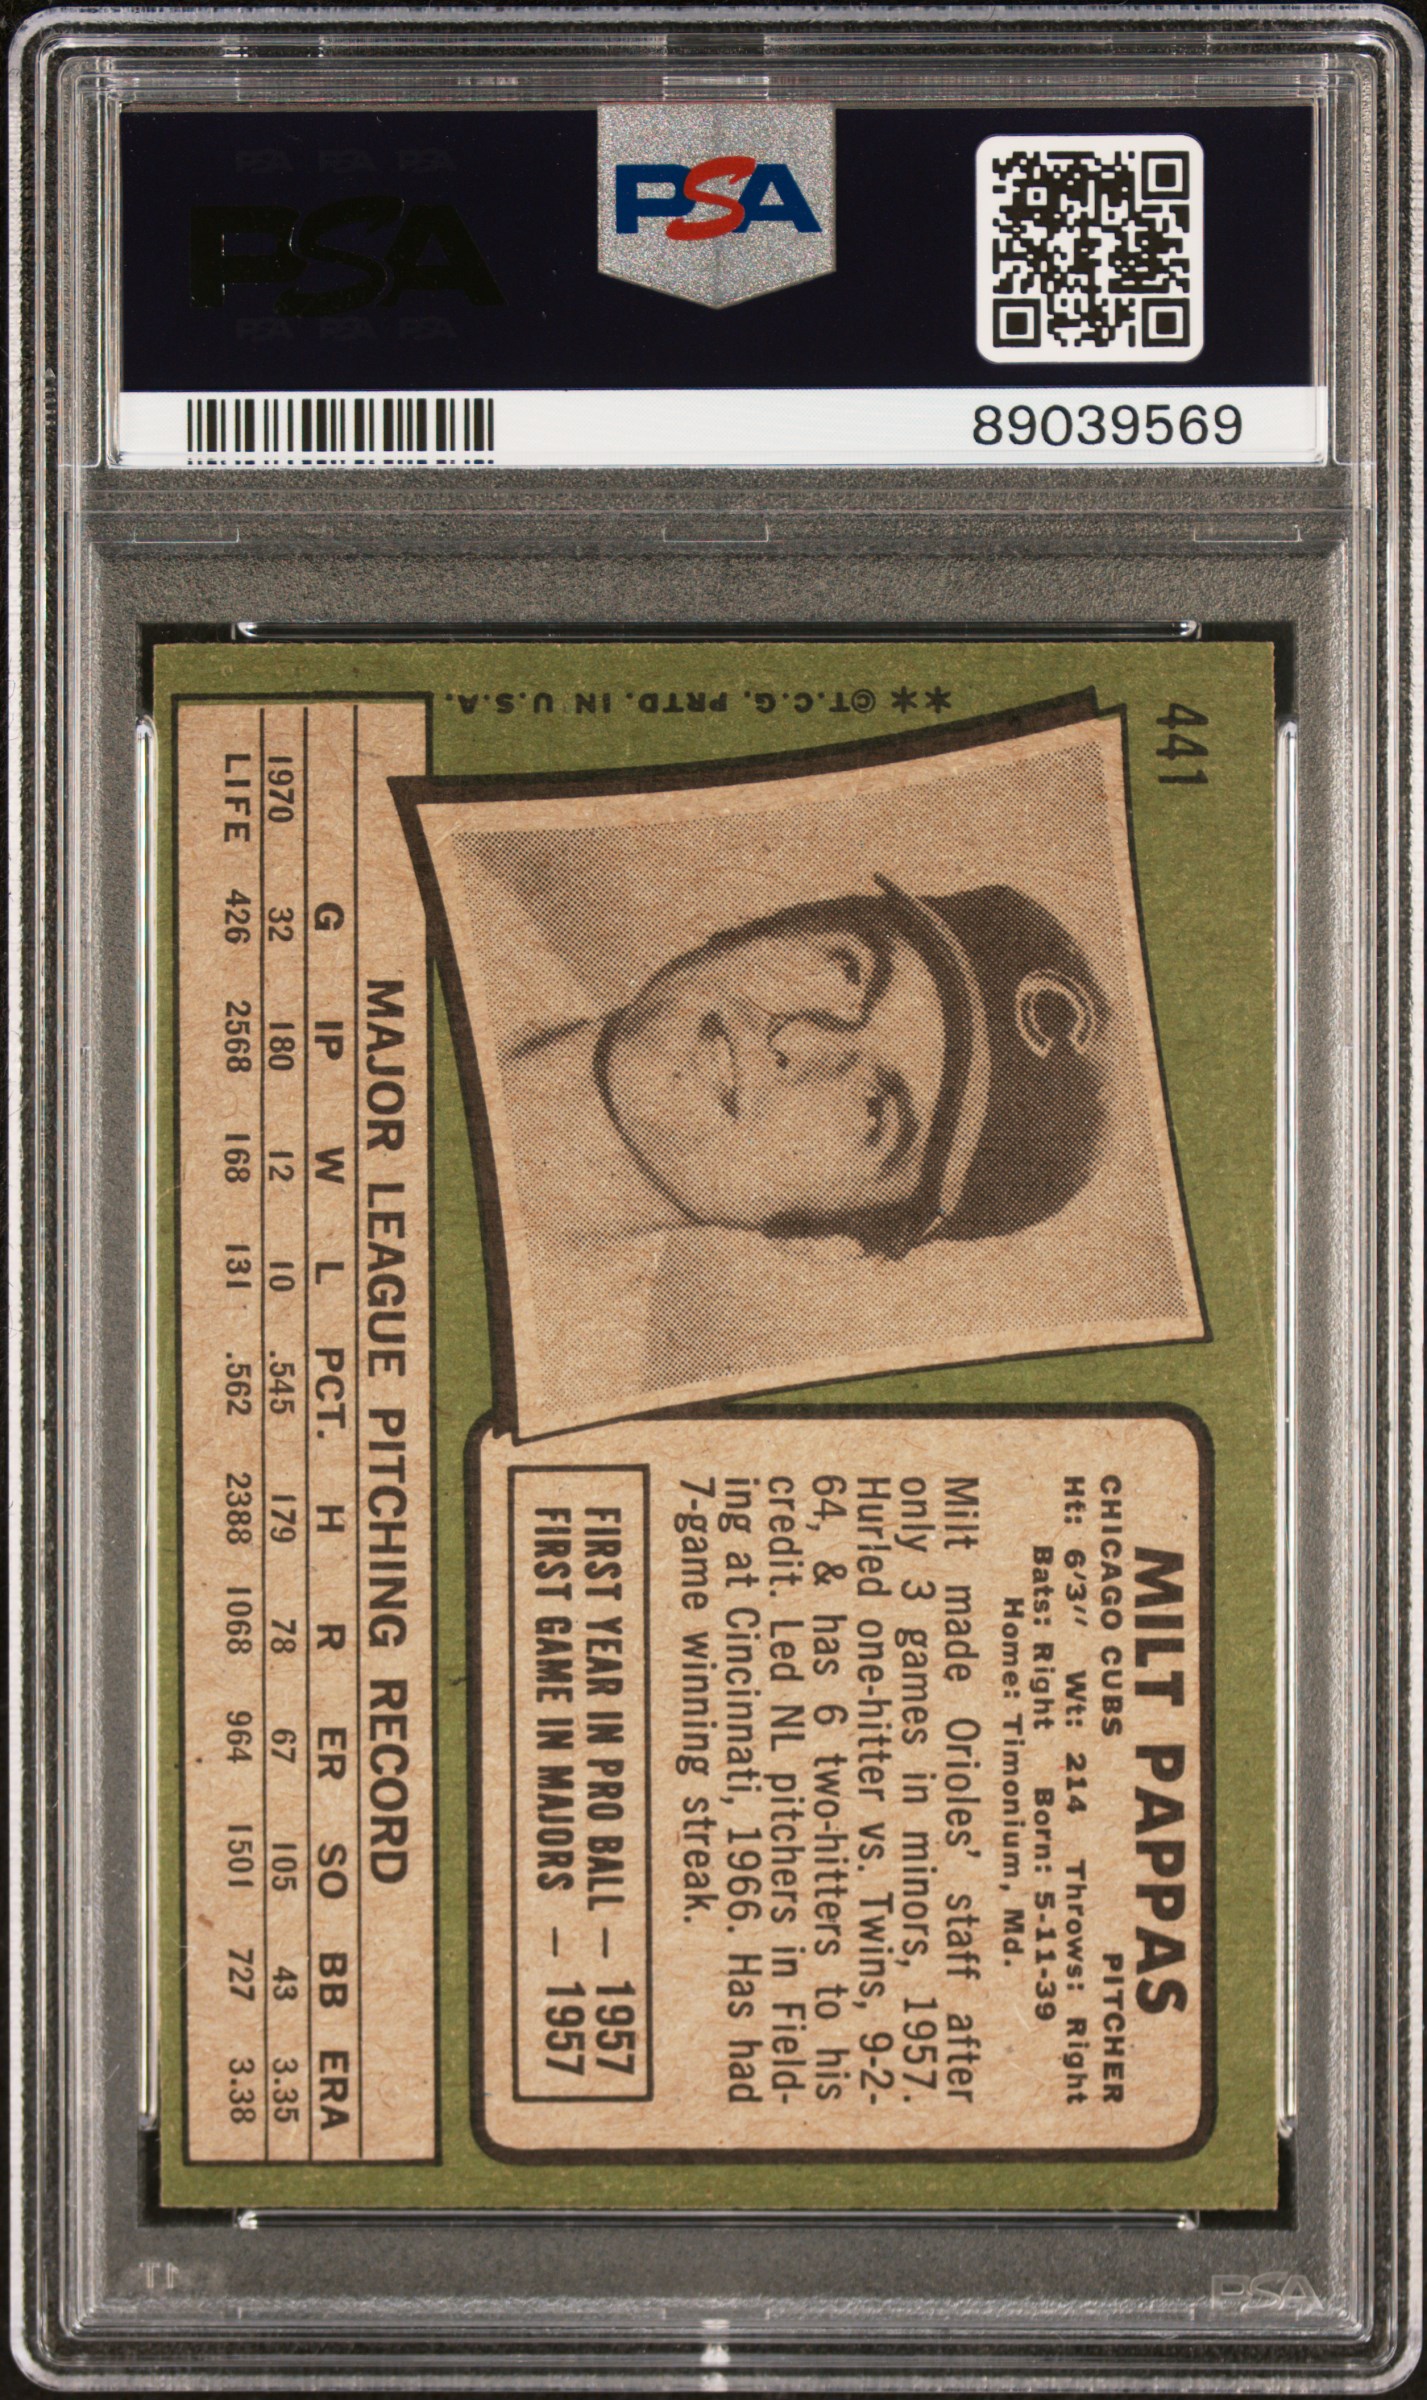 PSA
PSA PSA PSA
PSA
PSA PSA PSA
89039569
441
** ©T.C.G. PRTD. IN U.S.A.
C
MILT PAPPAS
CHICAGO CUBS PITCHER
Ht: 6'3" Wt: 214 Throws: Right
Bats: Right Born: 5-11-39
Home: Timonium, Md.
Milt made Orioles' staff after
only 3 games in minors, 1957.
Hurled one-hitter vs. Twins, 9-2-
64, & has 6 two-hitters to his
credit. Led NL pitchers in Field-
ing at Cincinnati, 1966. Has had
7-game winning streak.
FIRST YEAR IN PRO BALL — 1957
FIRST GAME IN MAJORS — 1957
MAJOR LEAGUE PITCHING RECORD
G IP W L PCT. H R ER SO BB ERA
1970 32 180 12 10 .545 179 78 67 105 43 3.35
LIFE 426 2568 168 131 .562 2388 1068 964 1501 727 3.38
PSA